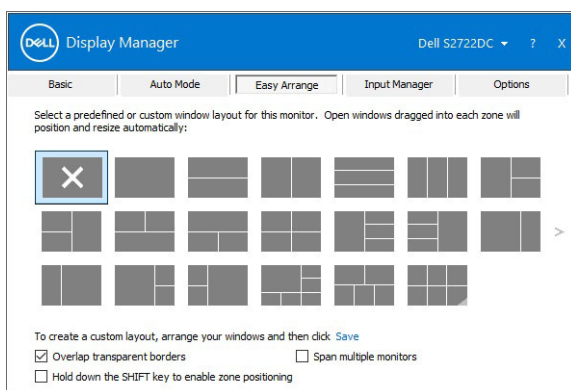 DELL Display Manager Dell S2722DC ? X
Basic Auto Mode Easy Arrange Input Manager Options
Select a predefined or custom window layout for this monitor. Open windows dragged into each zone will
position and resize automatically:
>
To create a custom layout, arrange your windows and then click Save
Overlap transparent borders Span multiple monitors
Hold down the SHIFT key to enable zone positioning